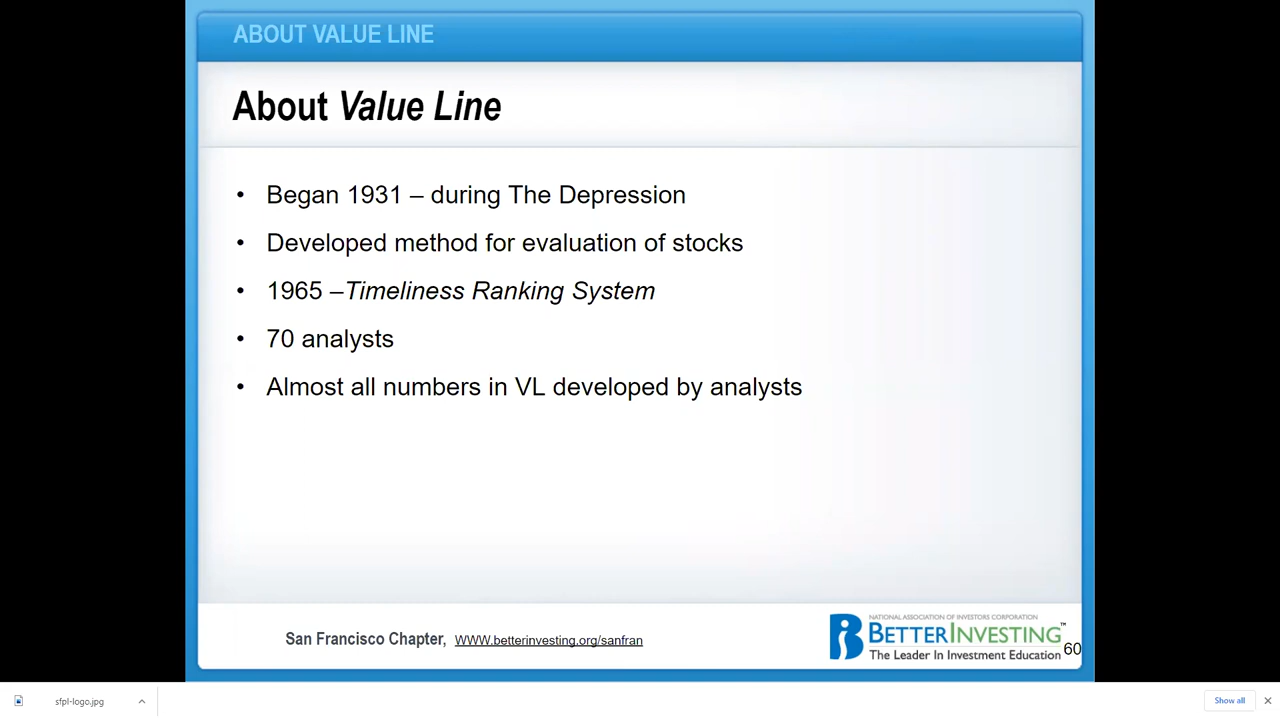 ABOUT VALUE LINE
About Value Line
• Began 1931 – during The Depression
• Developed method for evaluation of stocks
• 1965 –Timeliness Ranking System
• 70 analysts
• Almost all numbers in VL developed by analysts
San Francisco Chapter, WWW.betterinvesting.org/sanfran
NATIONAL ASSOCIATION OF INVESTORS CORPORATION
BETTERINVESTING™
The Leader In Investment Education
60
sfpl-logo.jpg
Show all